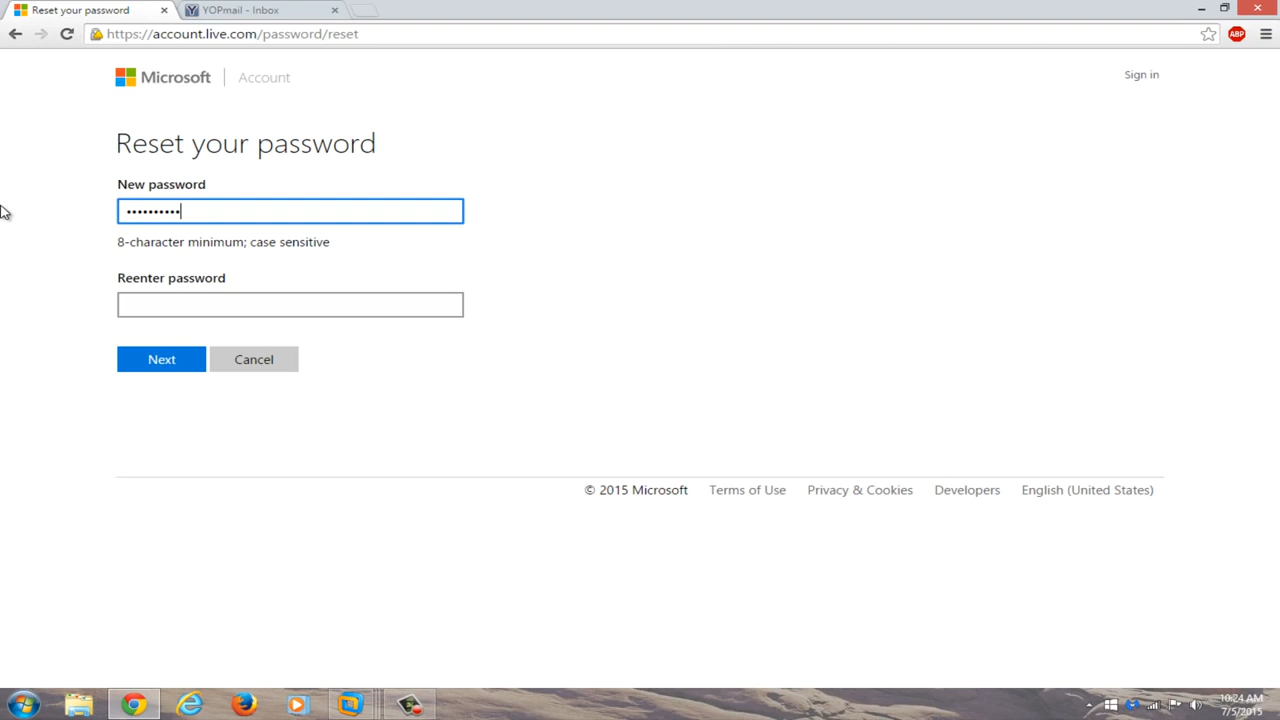 Reset your password
YOPmail - Inbox
https://account.live.com/password/reset
ABP
Microsoft
Account
Sign in
Reset your password
New password
••••••••••
8-character minimum; case sensitive
Reenter password
Next
Cancel
© 2015 Microsoft
Terms of Use
Privacy & Cookies
Developers
English (United States)
10:24 AM
7/5/2015